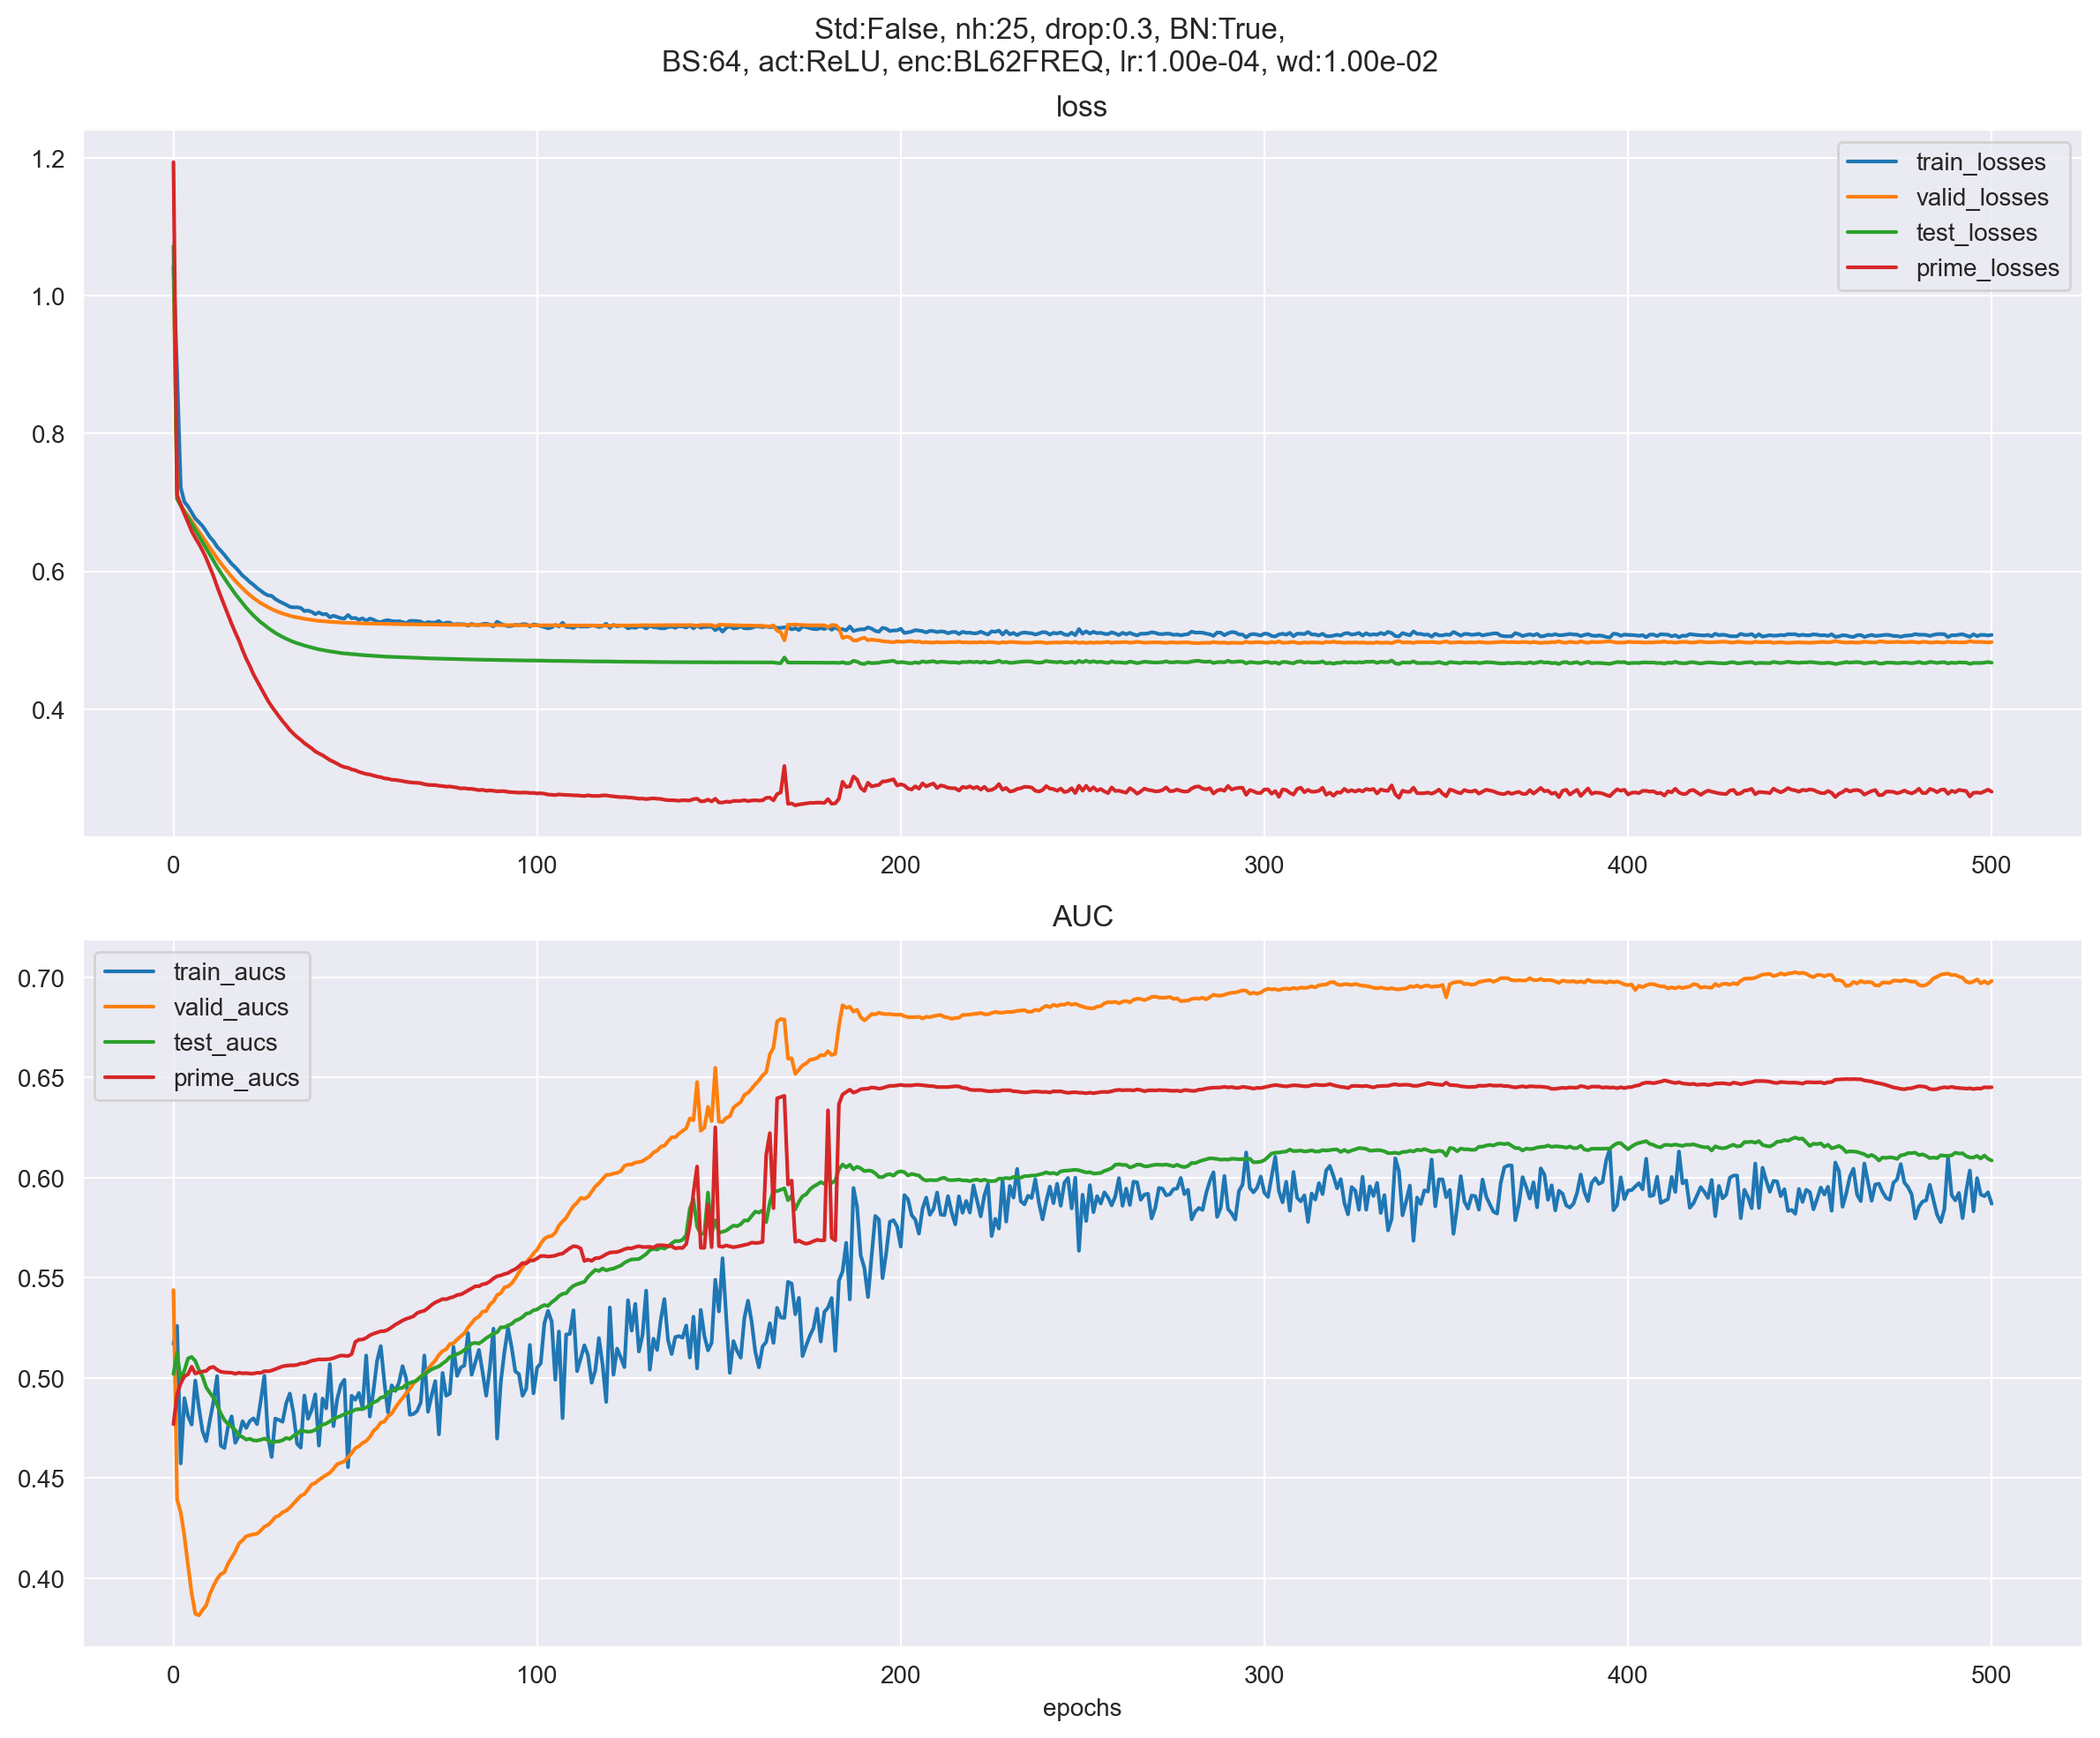 Std:False, nh:25, drop:0.3, BN:True,
BS:64, act:ReLU, enc:BL62FREQ, lr:1.00e-04, wd:1.00e-02
loss
1.2
1.0
0.8
0.6
0.4
train_losses
valid_losses
test_losses
prime_losses
0 100 200 300 400 500
AUC
0.70
0.65
0.60
0.55
0.50
0.45
0.40
train_aucs
valid_aucs
test_aucs
prime_aucs
0 100 200 300 400 500
epochs